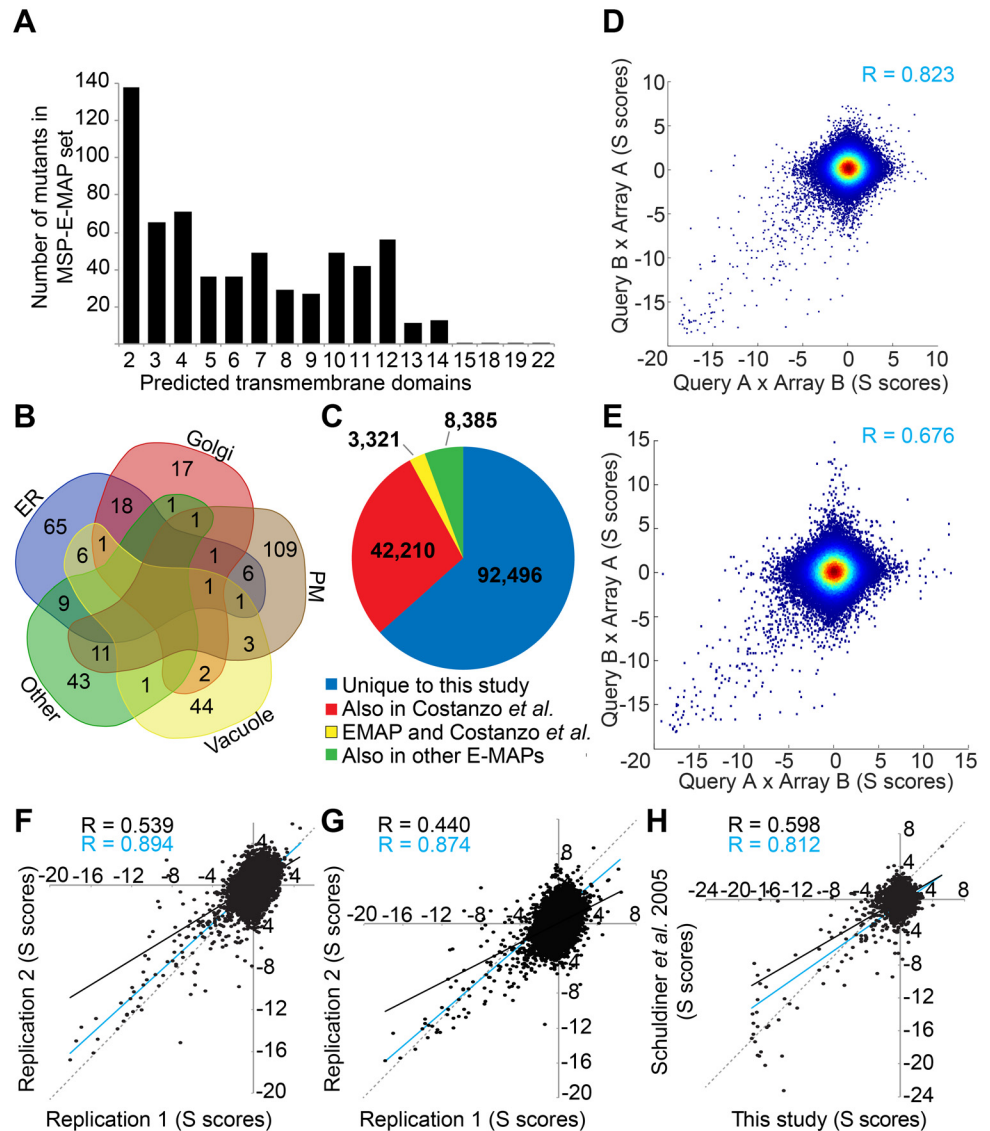 A
Number of mutants in
MSP-E-MAP set
140
120
100
80
60
40
20
2 3 4 5 6 7 8 9 10 11 12 13 14 15 18 19 22
Predicted transmembrane domains
B
Golgi
ER
PM
Other
Vacuole
17
18
1
1
65
109
6
1
1
6
1
1
9
3
11
43
1
2
44
C
3,321
8,385
42,210
92,496
Unique to this study
Also in Costanzo et al.
EMAP and Costanzo et al.
Also in other E-MAPs
D
R = 0.823
Query B x Array A (S scores)
10
5
0
-5
-10
-15
-20 -15 -10 -5 0 5 10
Query A x Array B (S scores)
E
R = 0.676
Query B x Array A (S scores)
15
10
5
0
-5
-10
-15
-20
-20 -15 -10 -5 0 5 10 15
Query A x Array B (S scores)
F
R = 0.539
R = 0.894
Replication 2 (S scores)
4
-20 -16 -12 -8 -4 4
-4
-8
-12
-16
-20
Replication 1 (S scores)
G
R = 0.440
R = 0.874
Replication 2 (S scores)
8
4
-20 -16 -12 -8 -4 4 8
-4
-8
-12
-16
-20
Replication 1 (S scores)
H
R = 0.598
R = 0.812
Schuldiner et al. 2005
(S scores)
8
4
-24 -20 -16 -12 -8 -4 4 8
-4
-8
-12
-16
-20
-24
This study (S scores)